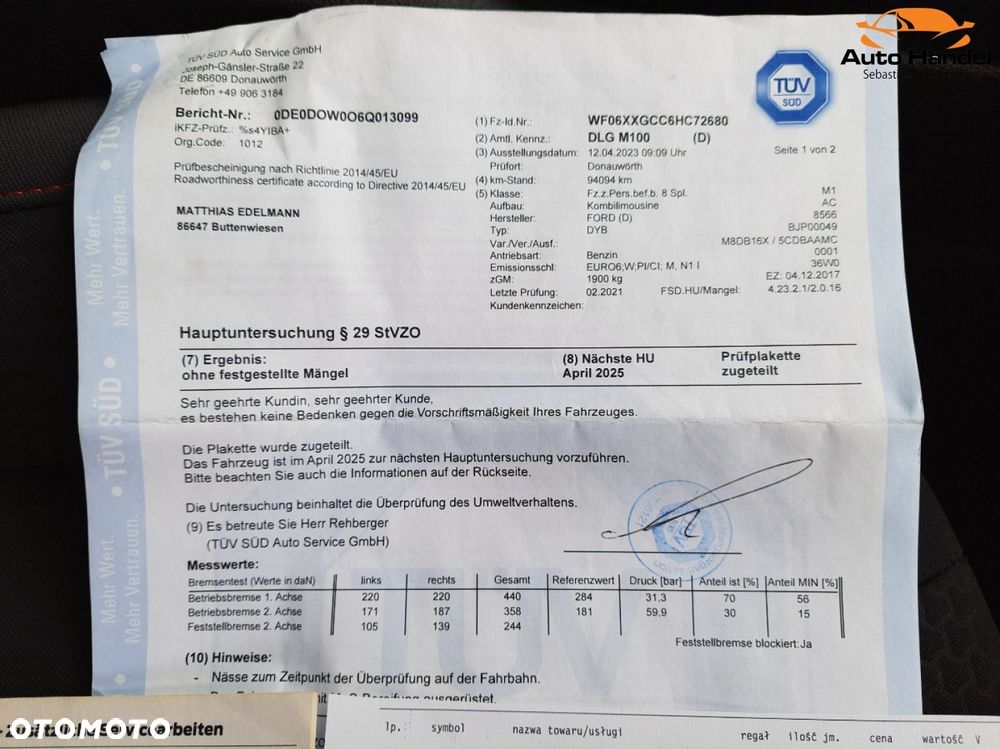 TÜV SÜD Auto Service GmbH
Joseph-Gänsler-Straße 22
DE 86609 Donauwörth
Telefon +49 906 3184
Bericht-Nr.: 0DE0DOW0O6Q013099
iKFZ-Prüfz.: %s4YIBA+
Org.Code: 1012
Prüfbescheinigung nach Richtlinie 2014/45/EU
Roadworthiness certificate according to Directive 2014/45/EU
MATTHIAS EDELMANN
86647 Buttenwiesen
Auto Handel
TÜV
SÜD
Seite 1 von 2
(1) Fz-Id.Nr.: WF06XXGCC6HC72680
(2) Amtl. Kennz.: DLG M100 (D)
(3) Ausstellungsdatum: 12.04.2023 09:09 Uhr
Prüfort: Donauwörth
(4) km-Stand: 94094 km
(5) Klasse: Fz.z.Pers.bef.b. 8 Spl. M1
Aufbau: Kombilimousine AC
Hersteller: FORD (D) 8566
Typ: DYB BJP00049
Var./Ver./Ausf.: M8DB16X / 5CDBAAMC
Antriebsart: Benzin 0001
Emissionsschl: EURO6;W;PI/CI; M, N1 I 36W0
zGM: 1900 kg EZ: 04.12.2017
Letzte Prüfung: 02.2021 FSD.HU/Mangel: 4.23.2.1/2.0.16
Kundenkennzeichen:
Mehr Wert.
Mehr Vertrauen.
TÜV SÜD
Mehr Wert.
Mehr Vertrauen.
Hauptuntersuchung § 29 StVZO
(7) Ergebnis: (8) Nächste HU Prüfplakette
ohne festgestellte Mängel April 2025 zugeteilt
Sehr geehrte Kundin, sehr geehrter Kunde,
es bestehen keine Bedenken gegen die Vorschriftsmäßigkeit Ihres Fahrzeuges.
Die Plakette wurde zugeteilt.
Das Fahrzeug ist im April 2025 zur nächsten Hauptuntersuchung vorzuführen.
Bitte beachten Sie auch die Informationen auf der Rückseite.
Die Untersuchung beinhaltet die Überprüfung des Umweltverhaltens.
(9) Es betreute Sie Herr Rehberger
(TÜV SÜD Auto Service GmbH)
Messwerte:
Bremsentest (Werte in daN) links rechts Gesamt Referenzwert Druck [bar] Anteil ist [%] Anteil MIN [%]
Betriebsbremse 1. Achse 220 220 440 284 31,3 70 56
Betriebsbremse 2. Achse 171 187 358 181 59,9 30 15
Feststellbremse 2. Achse 105 139 244
Feststellbremse blockiert: Ja
(10) Hinweise:
- Nässe zum Zeitpunkt der Überprüfung auf der Fahrbahn.
OTOMOTO
lp. symbol nazwa towaru/usługi regał ilość jm. cena wartość V